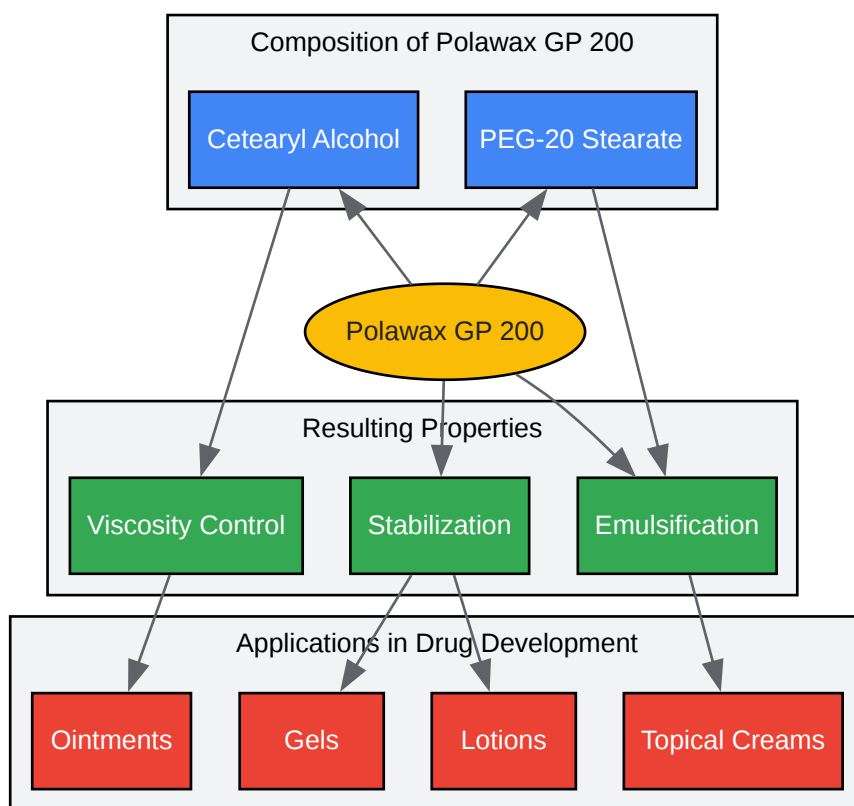 Composition of Polawax GP 200
Cetearyl Alcohol
PEG-20 Stearate
Polawax GP 200
Resulting Properties
Viscosity Control
Stabilization
Emulsification
Applications in Drug Development
Ointments
Gels
Lotions
Topical Creams